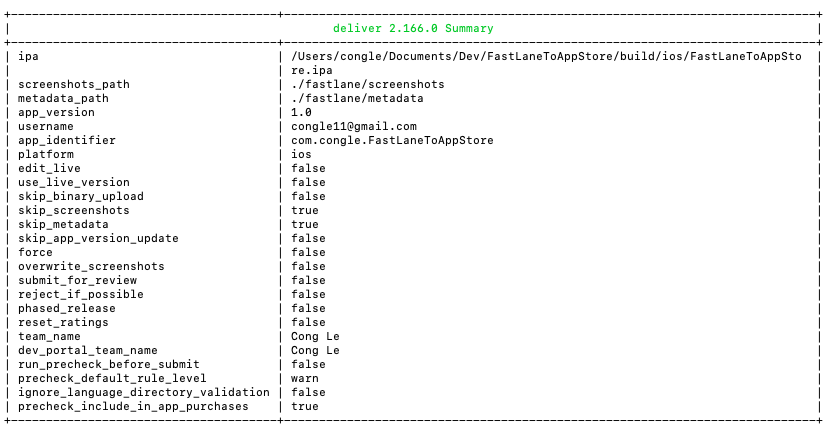 deliver 2.166.0 Summary
ipa | /Users/congle/Documents/Dev/FastLaneToAppStore/build/ios/FastLaneToAppSto
| re.ipa
screenshots_path | ./fastlane/screenshots
metadata_path | ./fastlane/metadata
app_version | 1.0
username | congle11@gmail.com
app_identifier | com.congle.FastLaneToAppStore
platform | ios
edit_live | false
use_live_version | false
skip_binary_upload | false
skip_screenshots | true
skip_metadata | true
skip_app_version_update | false
force | false
overwrite_screenshots | false
submit_for_review | false
reject_if_possible | false
phased_release | false
reset_ratings | false
team_name | Cong Le
dev_portal_team_name | Cong Le
run_precheck_before_submit | false
precheck_default_rule_level | warn
ignore_language_directory_validation | false
precheck_include_in_app_purchases | true